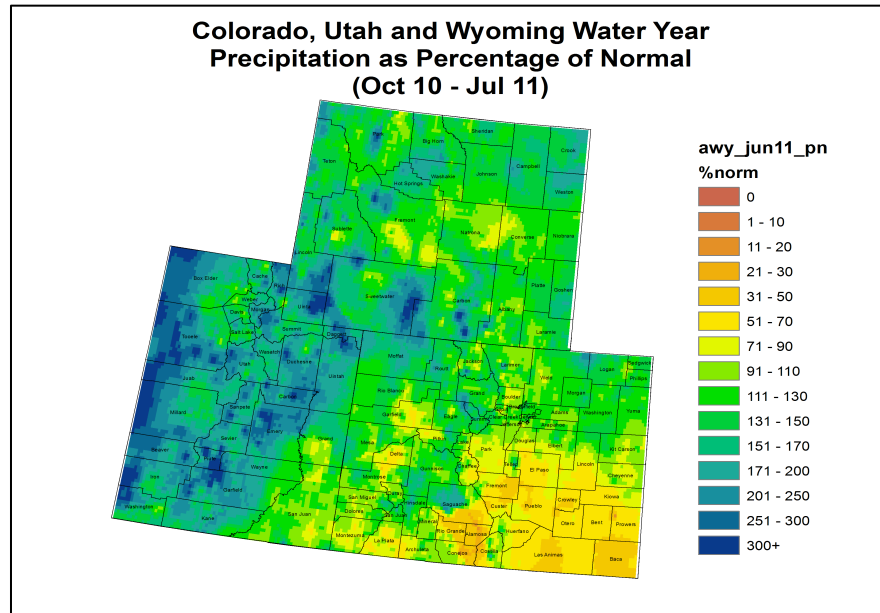 Colorado, Utah and Wyoming Water Year
Precipitation as Percentage of Normal
(Oct 10 - Jul 11)
awy_jun11_pn
%norm
0
1 - 10
11 - 20
21 - 30
31 - 50
51 - 70
71 - 90
91 - 110
111 - 130
131 - 150
151 - 170
171 - 200
201 - 250
251 - 300
300+
Park
Big Horn
Sheridan
Crook
Teton
Washakie
Johnson
Campbell
Weston
Hot Springs
Fremont
Natrona
Converse
Niobrara
Sublette
Lincoln
Platte
Goshen
Sweetwater
Carbon
Albany
Laramie
Uinta
Box Elder
Cache
Rich
Weber
Morgan
Davis
Salt Lake
Summit
Daggett
Tooele
Wasatch
Duchesne
Utah
Uintah
Juab
Carbon
Millard
Sanpete
Emery
Grand
Sevier
Beaver
Piute
Wayne
Iron
Garfield
San Juan
Washington
Kane
Moffat
Routt
Jackson
Larimer
Weld
Logan
Sedgwick
Phillips
Morgan
Rio Blanco
Grand
Boulder
Adams
Washington
Yuma
Garfield
Eagle
Clear Creek
Jefferson
Arapahoe
Mesa
Pitkin
Lake
Park
Douglas
Elbert
Kit Carson
Delta
Gunnison
Chaffee
Teller
El Paso
Lincoln
Cheyenne
Montrose
Fremont
Kiowa
Ouray
San Miguel
Saguache
Custer
Pueblo
Crowley
Dolores
San Juan
Hinsdale
Mineral
Rio Grande
Alamosa
Huerfano
Otero
Bent
Prowers
Montezuma
La Plata
Archuleta
Conejos
Costilla
Las Animas
Baca